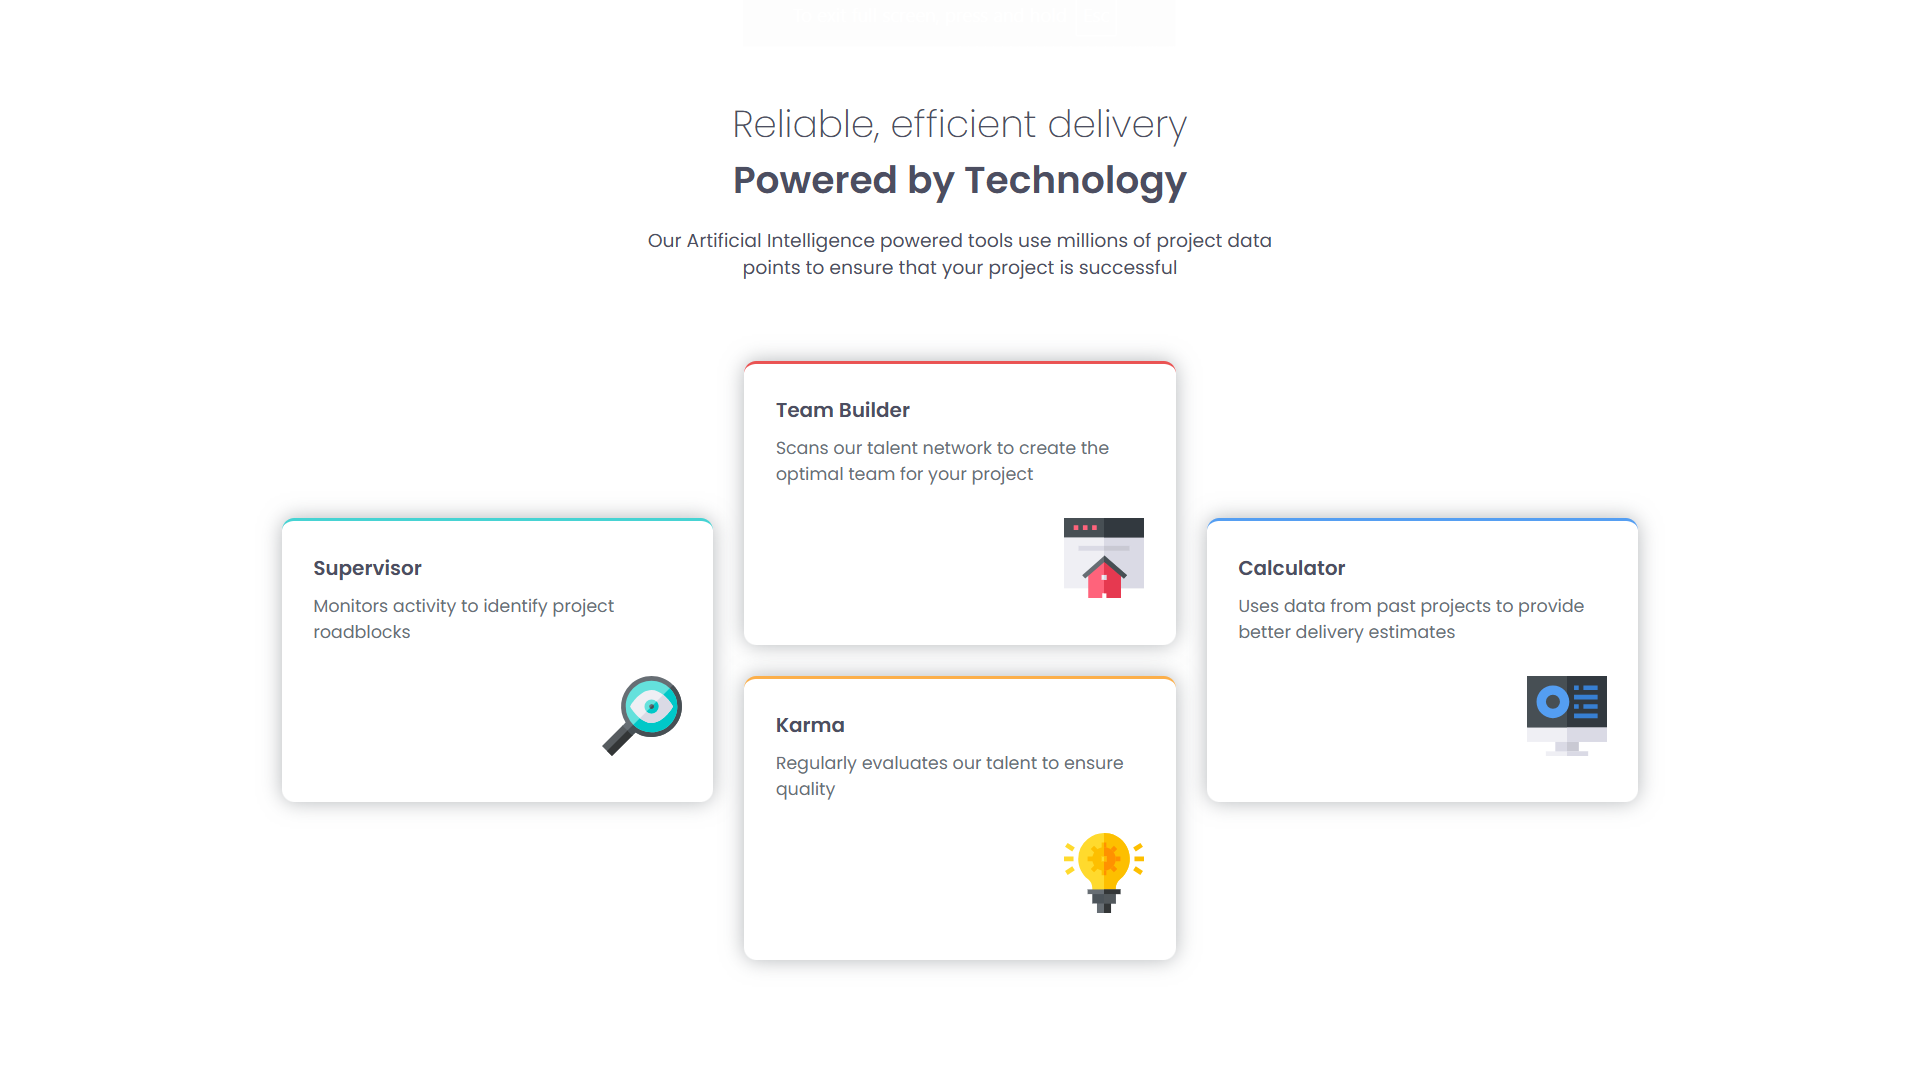 Reliable, efficient delivery
Powered by Technology
Our Artificial Intelligence powered tools use millions of project data
points to ensure that your project is successful
Team Builder
Scans our talent network to create the
optimal team for your project
Supervisor
Monitors activity to identify project
roadblocks
Calculator
Uses data from past projects to provide
better delivery estimates
Karma
Regularly evaluates our talent to ensure
quality